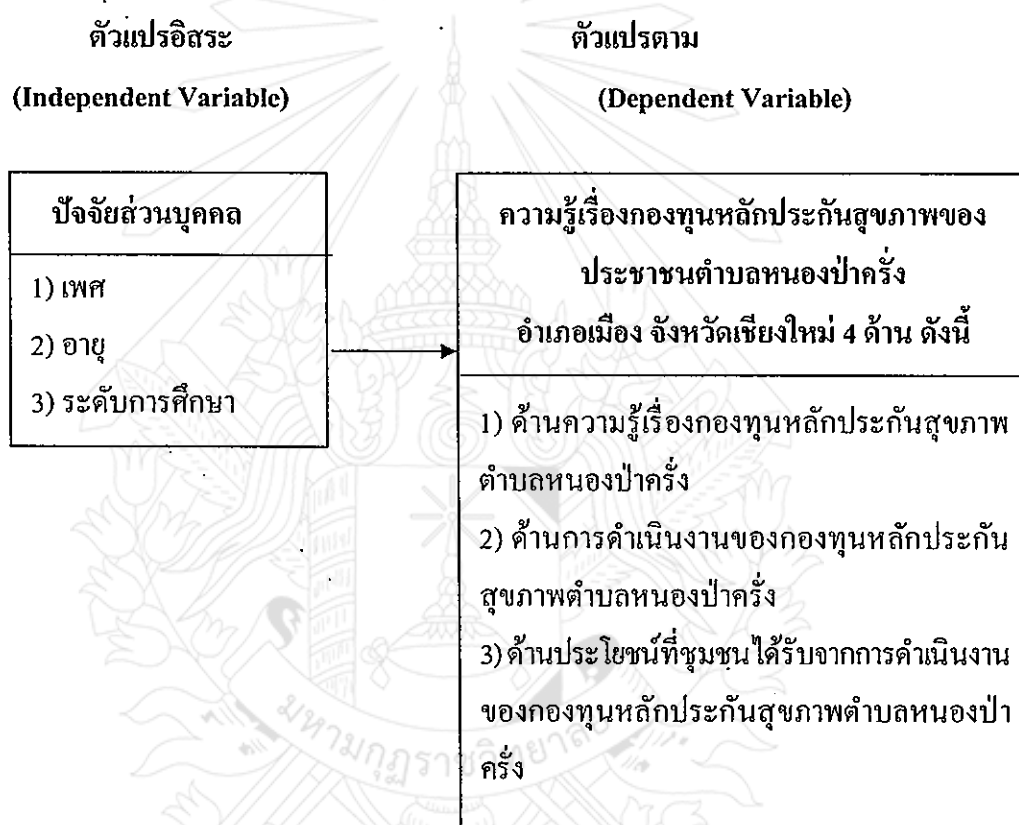 ตัวแปรอิสระ
(Independent Variable)
ตัวแปรตาม
(Dependent Variable)
ปัจจัยส่วนบุคคล
1) เพศ
2) อายุ
3) ระดับการศึกษา
ความรู้เรื่องกองทุนหลักประกันสุขภาพของ
ประชาชนตำบลหนองป่าครั่ง
อำเภอเมือง จังหวัดเชียงใหม่ 4 ด้าน ดังนี้
1) ด้านความรู้เรื่องกองทุนหลักประกันสุขภาพ
ตำบลหนองป่าครั่ง
2) ด้านการดำเนินงานของกองทุนหลักประกัน
สุขภาพตำบลหนองป่าครั่ง
3) ด้านประโยชน์ที่ชุมชนได้รับจากการดำเนินงาน
ของกองทุนหลักประกันสุขภาพตำบลหนองป่า
ครั่ง
มหามกุฏราชวิทยาลัย